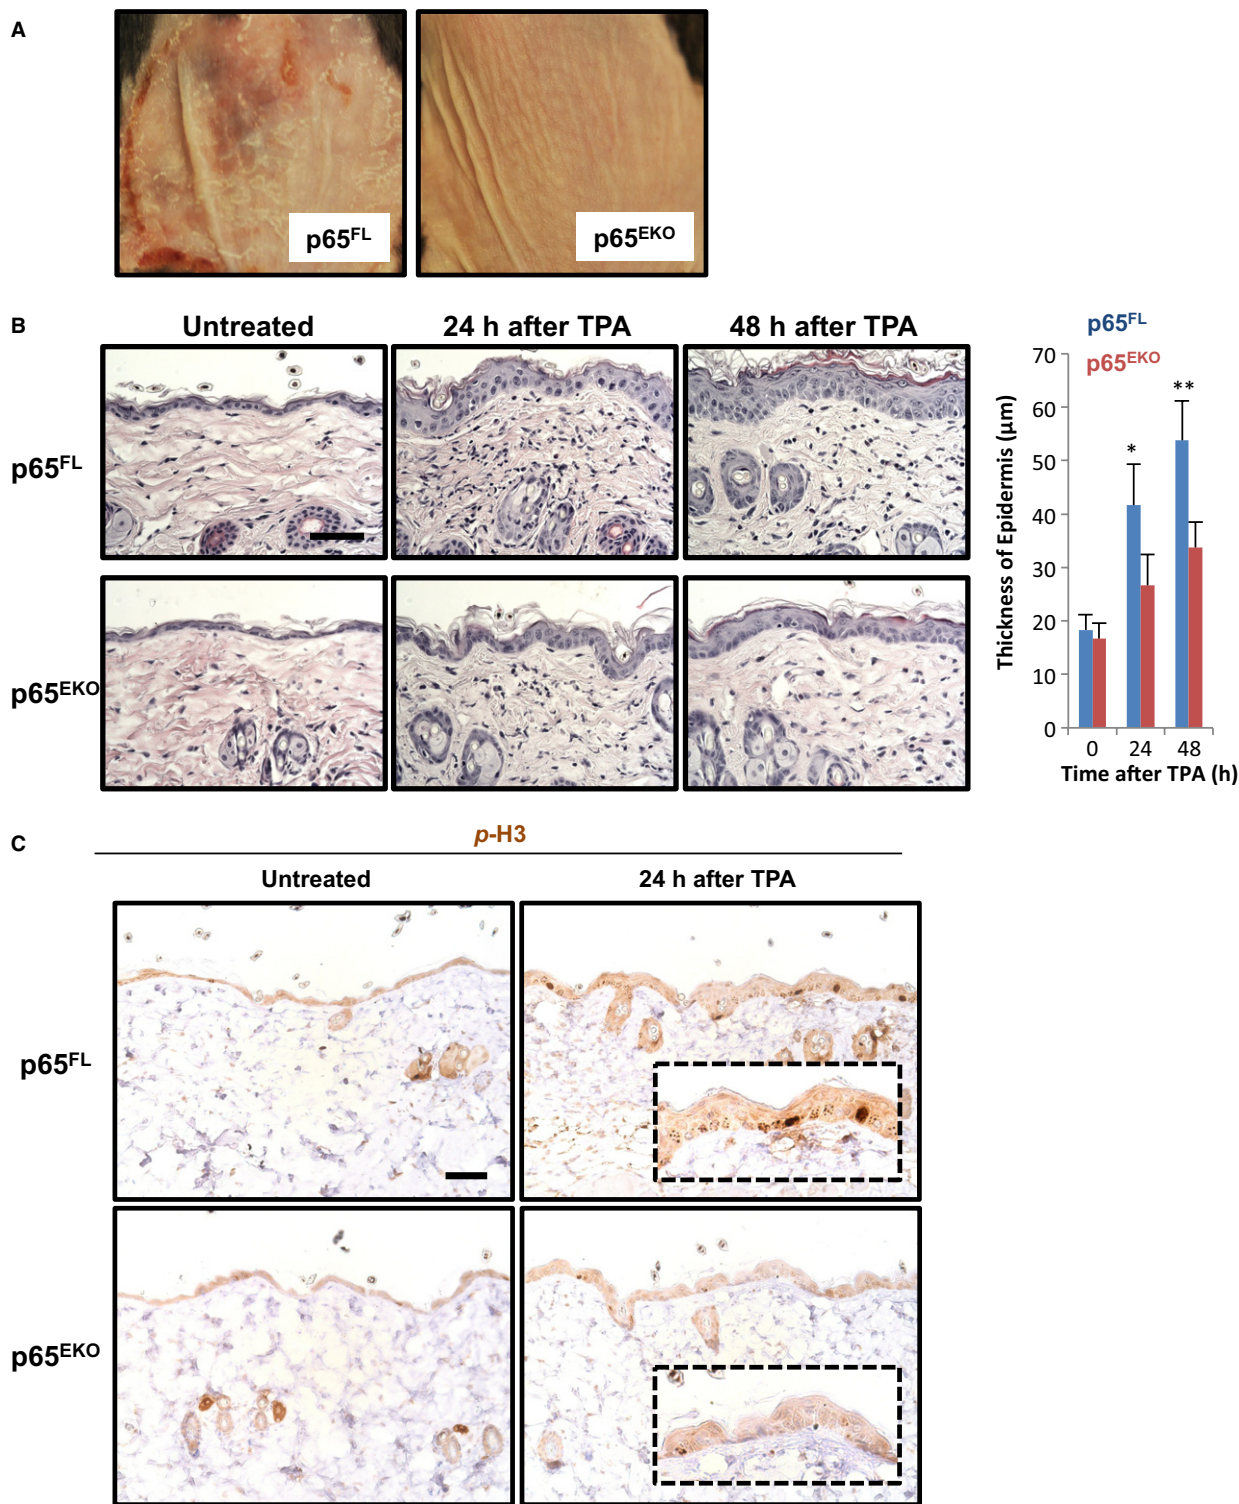 A
p65FL
p65EKO
B
Untreated
24 h after TPA
48 h after TPA
p65FL
p65EKO
p65FL
p65EKO
Thickness of Epidermis (μm)
70
60
50
40
30
20
10
0
*
**
0
24
48
Time after TPA (h)
C
p-H3
Untreated
24 h after TPA
p65FL
p65EKO